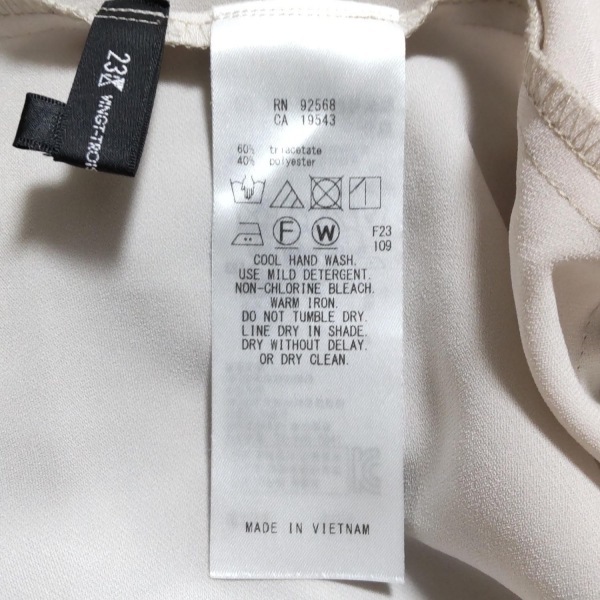 23区
VINGT-TROIS
RN 92568
CA 19543
60% triacetate
40% polyester
F
W
F23
109
COOL HAND WASH.
USE MILD DETERGENT.
NON-CHLORINE BLEACH.
WARM IRON.
DO NOT TUMBLE DRY.
LINE DRY IN SHADE.
DRY WITHOUT DELAY.
OR DRY CLEAN.
MADE IN VIETNAM